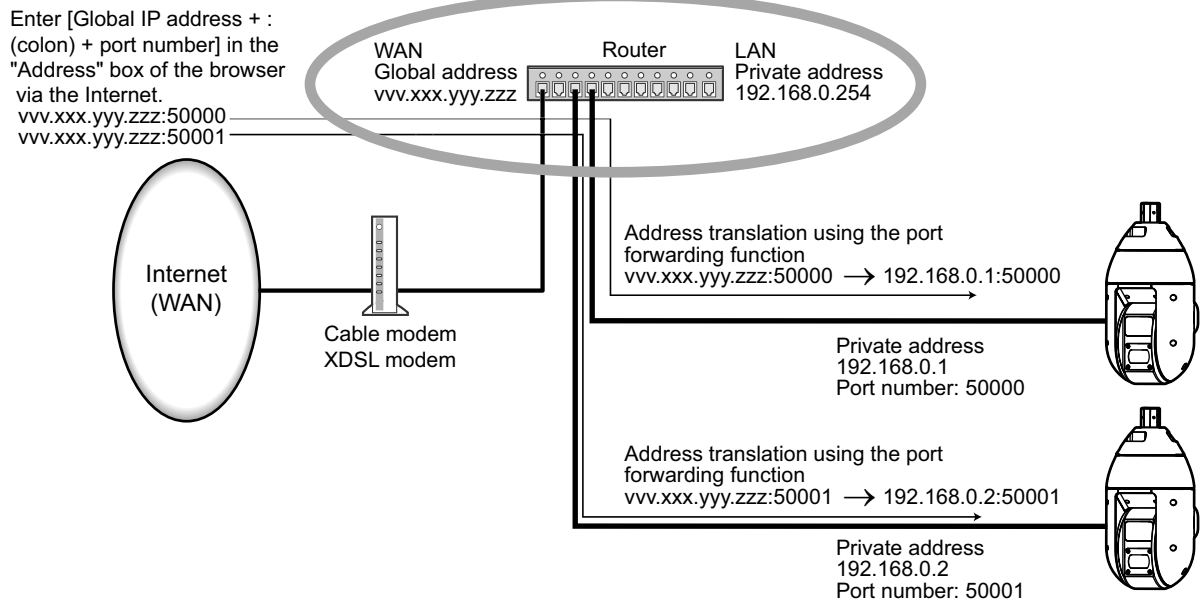 Enter [Global IP address + :
(colon) + port number] in the
"Address" box of the browser
via the Internet.
vvv.xxx.yyy.zzz:50000
vvv.xxx.yyy.zzz:50001
WAN
Global address
vvv.xxx.yyy.zzz
Router
LAN
Private address
192.168.0.254
Internet
(WAN)
Cable modem
XDSL modem
Address translation using the port
forwarding function
vvv.xxx.yyy.zzz:50000 → 192.168.0.1:50000
Private address
192.168.0.1
Port number: 50000
Address translation using the port
forwarding function
vvv.xxx.yyy.zzz:50001 → 192.168.0.2:50001
Private address
192.168.0.2
Port number: 50001